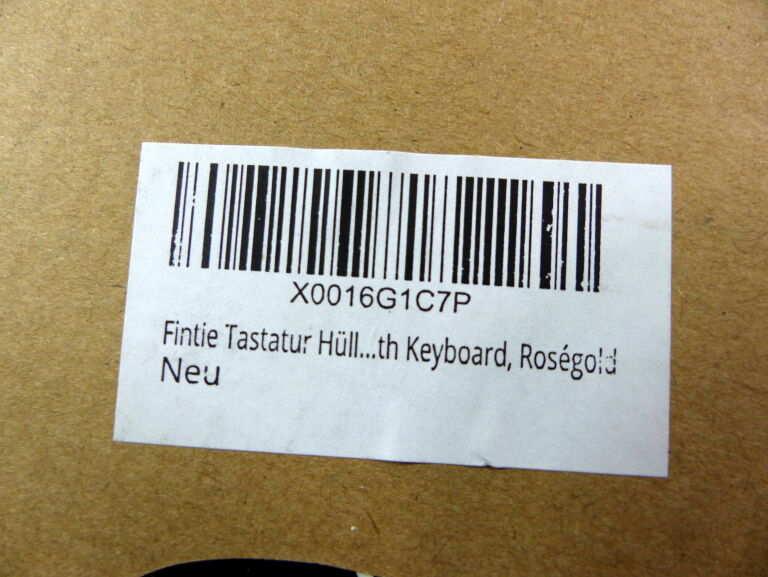 X0016G1C7P
Fintie Tastatur Hüll...th Keyboard, Roségold
Neu